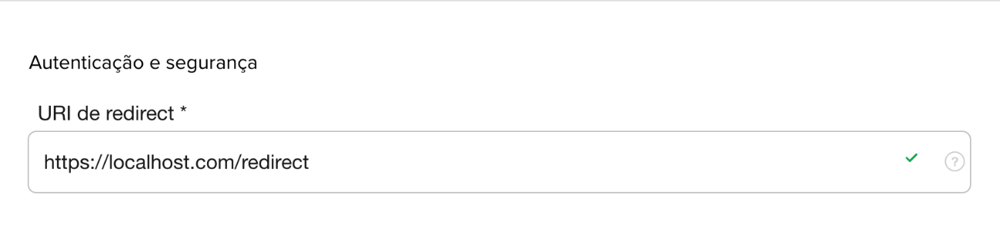 Autenticação e segurança
URI de redirect *
https://localhost.com/redirect
?